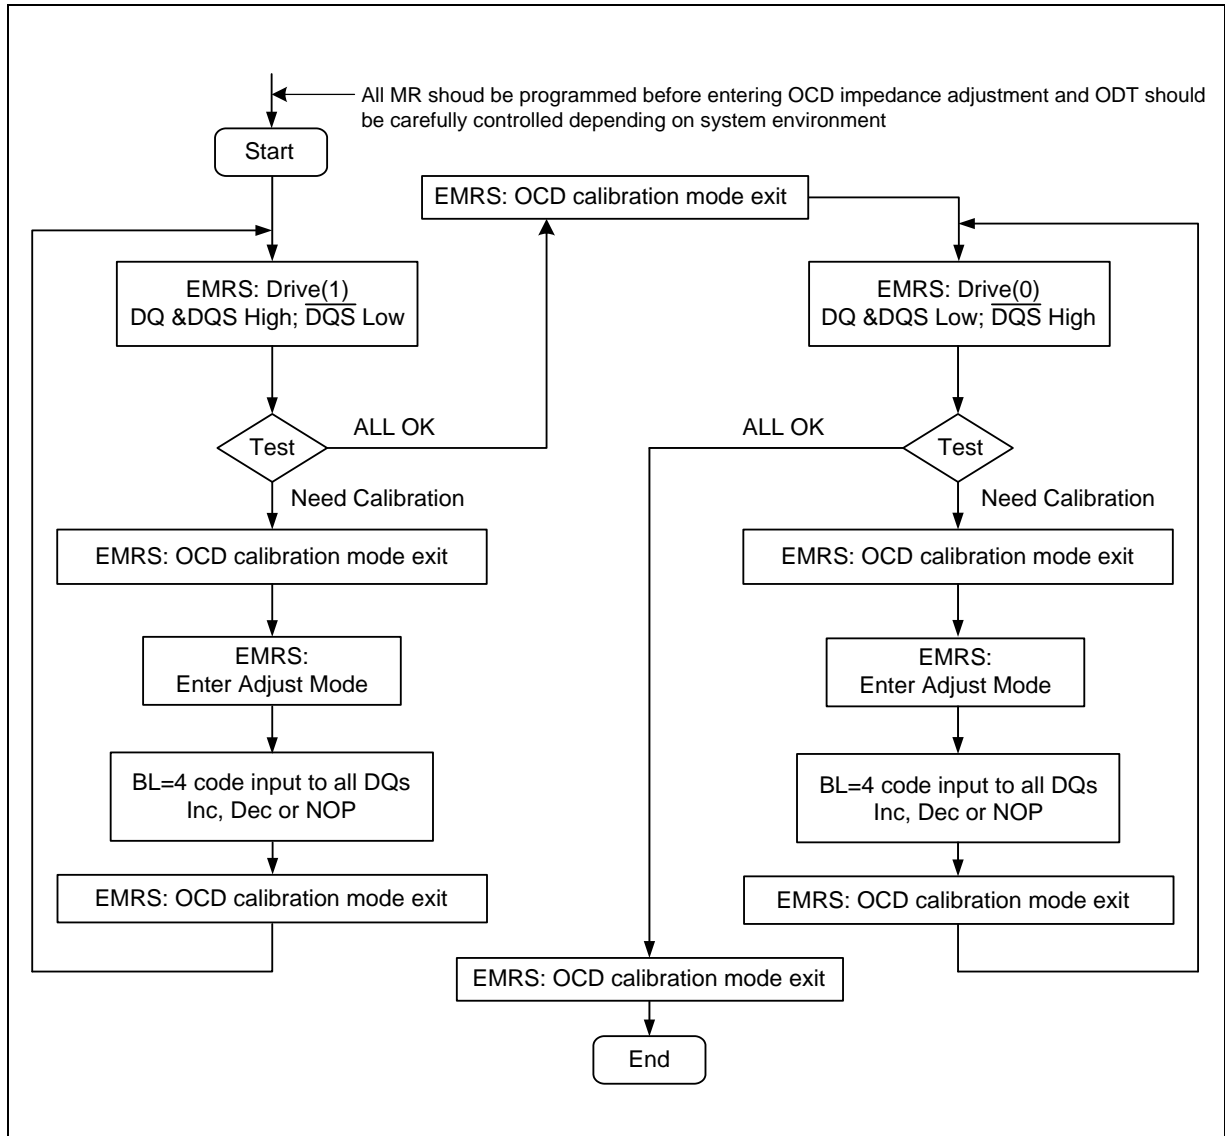 All MR shoud be programmed before entering OCD impedance adjustment and ODT should
be carefully controlled depending on system environment
Start
EMRS: OCD calibration mode exit
EMRS: Drive(1)
DQ &DQS High; D̅Q̅S̅ Low
Test
ALL OK
Need Calibration
EMRS: OCD calibration mode exit
EMRS:
Enter Adjust Mode
BL=4 code input to all DQs
Inc, Dec or NOP
EMRS: OCD calibration mode exit
EMRS: Drive(0)
DQ &DQS Low; D̅Q̅S̅ High
Test
ALL OK
Need Calibration
EMRS: OCD calibration mode exit
EMRS:
Enter Adjust Mode
BL=4 code input to all DQs
Inc, Dec or NOP
EMRS: OCD calibration mode exit
EMRS: OCD calibration mode exit
End